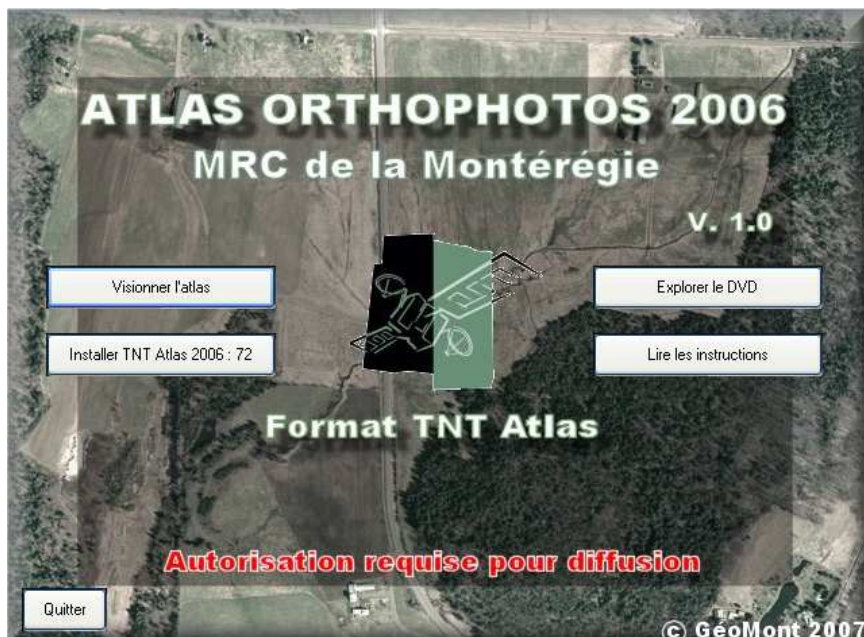 ATLAS ORTHOPHOTOS 2006
MRC de la Montérégie
V. 1.0
Visionner l'atlas
Explorer le DVD
Installer TNT Atlas 2006 : 72
Lire les instructions
Format TNT Atlas
Autorisation requise pour diffusion
Quitter
© GéoMont 2007